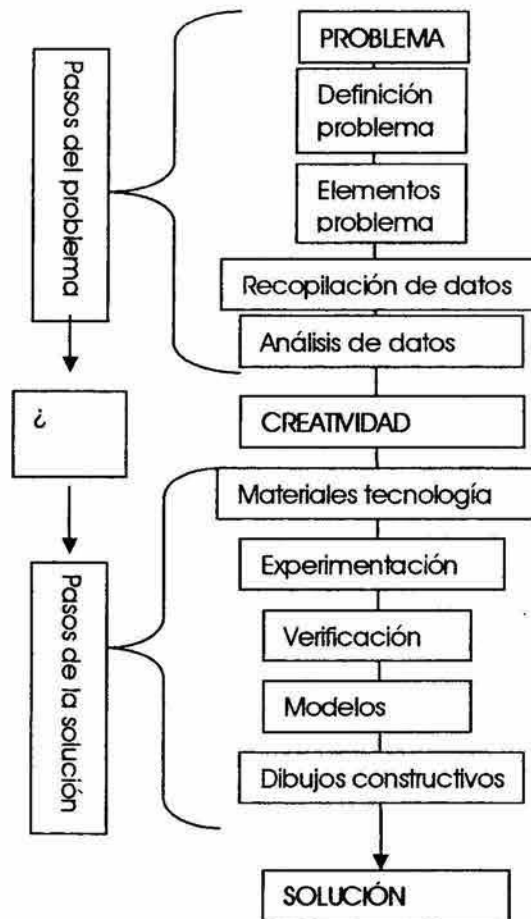 Pasos del problema
PROBLEMA
Definición
problema
Elementos
problema
Recopilación de datos
Análisis de datos
¿
CREATIVIDAD
Pasos de la solución
Materiales tecnología
Experimentación
Verificación
Modelos
Dibujos constructivos
SOLUCIÓN